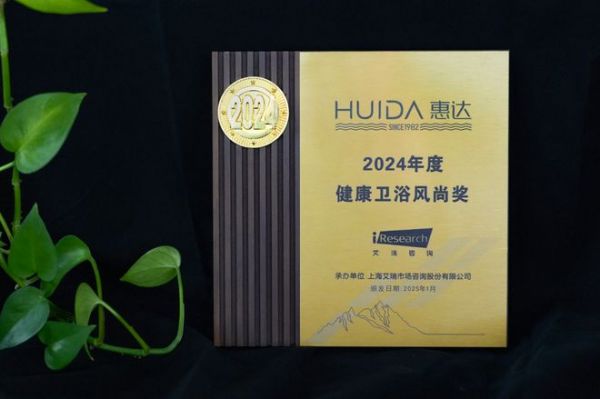 2024
HUIDA 惠达
SINCE1982
2024年度
健康卫浴风尚奖
iResearch
艾瑞咨询
承办单位:上海艾瑞市场咨询股份有限公司
颁发日期:2025年1月